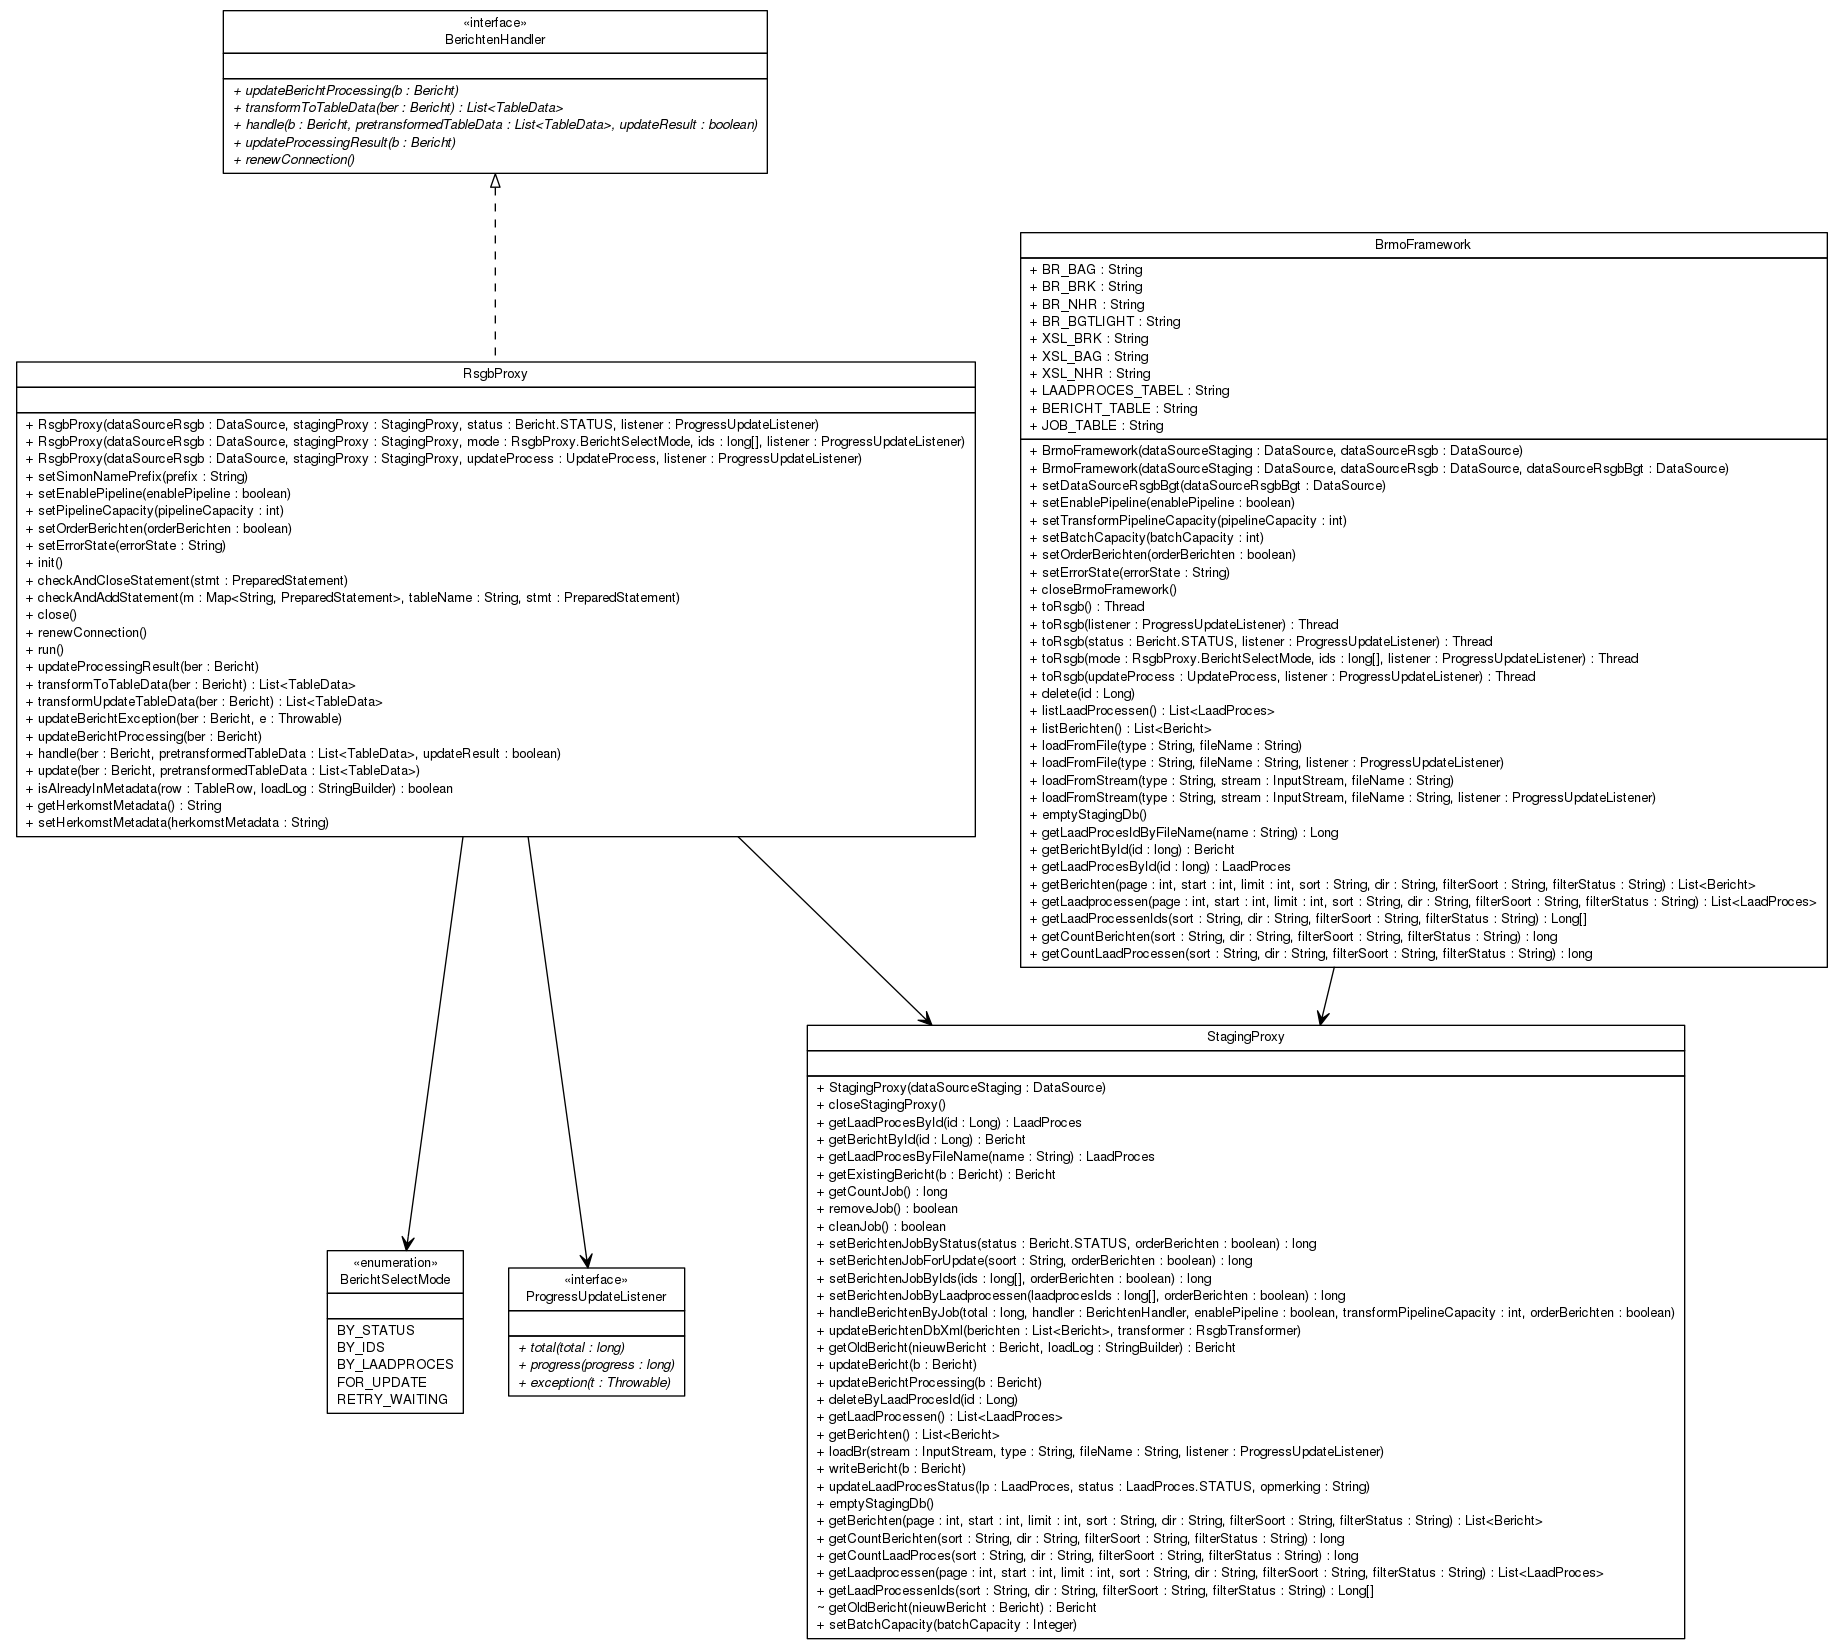 «interface»
BerichtenHandler
+ updateBerichtProcessing(b : Bericht)
+ transformToTableData(ber : Bericht) : List<TableData>
+ handle(b : Bericht, pretransformedTableData : List<TableData>, updateResult : boolean)
+ updateProcessingResult(b : Bericht)
+ renewConnection()
RsgbProxy
+ RsgbProxy(dataSourceRsgb : DataSource, stagingProxy : StagingProxy, status : Bericht.STATUS, listener : ProgressUpdateListener)
+ RsgbProxy(dataSourceRsgb : DataSource, stagingProxy : StagingProxy, mode : RsgbProxy.BerichtSelectMode, ids : long[], listener : ProgressUpdateListener)
+ RsgbProxy(dataSourceRsgb : DataSource, stagingProxy : StagingProxy, updateProcess : UpdateProcess, listener : ProgressUpdateListener)
+ setSimonNamePrefix(prefix : String)
+ setEnablePipeline(enablePipeline : boolean)
+ setPipelineCapacity(pipelineCapacity : int)
+ setOrderBerichten(orderBerichten : boolean)
+ setErrorState(errorState : String)
+ init()
+ checkAndCloseStatement(stmt : PreparedStatement)
+ checkAndAddStatement(m : Map<String, PreparedStatement>, tableName : String, stmt : PreparedStatement)
+ close()
+ renewConnection()
+ run()
+ updateProcessingResult(ber : Bericht)
+ transformToTableData(ber : Bericht) : List<TableData>
+ transformUpdateTableData(ber : Bericht) : List<TableData>
+ updateBerichtException(ber : Bericht, e : Throwable)
+ updateBerichtProcessing(ber : Bericht)
+ handle(ber : Bericht, pretransformedTableData : List<TableData>, updateResult : boolean)
+ update(ber : Bericht, pretransformedTableData : List<TableData>)
+ isAlreadyInMetadata(row : TableRow, loadLog : StringBuilder) : boolean
+ getHerkomstMetadata() : String
+ setHerkomstMetadata(herkomstMetadata : String)
BrmoFramework
+ BR_BAG : String
+ BR_BRK : String
+ BR_NHR : String
+ BR_BGTLIGHT : String
+ XSL_BRK : String
+ XSL_BAG : String
+ XSL_NHR : String
+ LAADPROCES_TABEL : String
+ BERICHT_TABLE : String
+ JOB_TABLE : String
+ BrmoFramework(dataSourceStaging : DataSource, dataSourceRsgb : DataSource)
+ BrmoFramework(dataSourceStaging : DataSource, dataSourceRsgb : DataSource, dataSourceRsgbBgt : DataSource)
+ setDataSourceRsgbBgt(dataSourceRsgbBgt : DataSource)
+ setEnablePipeline(enablePipeline : boolean)
+ setTransformPipelineCapacity(pipelineCapacity : int)
+ setBatchCapacity(batchCapacity : int)
+ setOrderBerichten(orderBerichten : boolean)
+ setErrorState(errorState : String)
+ closeBrmoFramework()
+ toRsgb() : Thread
+ toRsgb(listener : ProgressUpdateListener) : Thread
+ toRsgb(status : Bericht.STATUS, listener : ProgressUpdateListener) : Thread
+ toRsgb(mode : RsgbProxy.BerichtSelectMode, ids : long[], listener : ProgressUpdateListener) : Thread
+ toRsgb(updateProcess : UpdateProcess, listener : ProgressUpdateListener) : Thread
+ delete(id : Long)
+ listLaadProcessen() : List<LaadProces>
+ listBerichten() : List<Bericht>
+ loadFromFile(type : String, fileName : String)
+ loadFromFile(type : String, fileName : String, listener : ProgressUpdateListener)
+ loadFromStream(type : String, stream : InputStream, fileName : String)
+ loadFromStream(type : String, stream : InputStream, fileName : String, listener : ProgressUpdateListener)
+ emptyStagingDb()
+ getLaadProcesIdByFileName(name : String) : Long
+ getBerichtById(id : long) : Bericht
+ getLaadProcesById(id : long) : LaadProces
+ getBerichten(page : int, start : int, limit : int, sort : String, dir : String, filterSoort : String, filterStatus : String) : List<Bericht>
+ getLaadprocessen(page : int, start : int, limit : int, sort : String, dir : String, filterSoort : String, filterStatus : String) : List<LaadProces>
+ getLaadProcessenIds(sort : String, dir : String, filterSoort : String, filterStatus : String) : Long[]
+ getCountBerichten(sort : String, dir : String, filterSoort : String, filterStatus : String) : long
+ getCountLaadProcessen(sort : String, dir : String, filterSoort : String, filterStatus : String) : long
StagingProxy
+ StagingProxy(dataSourceStaging : DataSource)
+ closeStagingProxy()
+ getLaadProcesById(id : Long) : LaadProces
+ getBerichtById(id : Long) : Bericht
+ getLaadProcesByFileName(name : String) : LaadProces
+ getExistingBericht(b : Bericht) : Bericht
+ getCountJob() : long
+ removeJob() : boolean
+ cleanJob() : boolean
+ setBerichtenJobByStatus(status : Bericht.STATUS, orderBerichten : boolean) : long
+ setBerichtenJobForUpdate(soort : String, orderBerichten : boolean) : long
+ setBerichtenJobByIds(ids : long[], orderBerichten : boolean) : long
+ setBerichtenJobByLaadprocessen(laadprocesIds : long[], orderBerichten : boolean) : long
+ handleBerichtenByJob(total : long, handler : BerichtenHandler, enablePipeline : boolean, transformPipelineCapacity : int, orderBerichten : boolean)
+ updateBerichtenDbXml(berichten : List<Bericht>, transformer : RsgbTransformer)
+ getOldBericht(nieuwBericht : Bericht, loadLog : StringBuilder) : Bericht
+ updateBericht(b : Bericht)
+ updateBerichtProcessing(b : Bericht)
+ deleteByLaadProcesId(id : Long)
+ getLaadProcessen() : List<LaadProces>
+ getBerichten() : List<Bericht>
+ loadBr(stream : InputStream, type : String, fileName : String, listener : ProgressUpdateListener)
+ writeBericht(b : Bericht)
+ updateLaadProcesStatus(lp : LaadProces, status : LaadProces.STATUS, opmerking : String)
+ emptyStagingDb()
+ getBerichten(page : int, start : int, limit : int, sort : String, dir : String, filterSoort : String, filterStatus : String) : List<Bericht>
+ getCountBerichten(sort : String, dir : String, filterSoort : String, filterStatus : String) : long
+ getCountLaadProces(sort : String, dir : String, filterSoort : String, filterStatus : String) : long
+ getLaadprocessen(page : int, start : int, limit : int, sort : String, dir : String, filterSoort : String, filterStatus : String) : List<LaadProces>
+ getLaadProcessenIds(sort : String, dir : String, filterSoort : String, filterStatus : String) : Long[]
~ getOldBericht(nieuwBericht : Bericht) : Bericht
+ setBatchCapacity(batchCapacity : Integer)
«enumeration»
BerichtSelectMode
BY_STATUS
BY_IDS
BY_LAADPROCES
FOR_UPDATE
RETRY_WAITING
«interface»
ProgressUpdateListener
+ total(total : long)
+ progress(progress : long)
+ exception(t : Throwable)